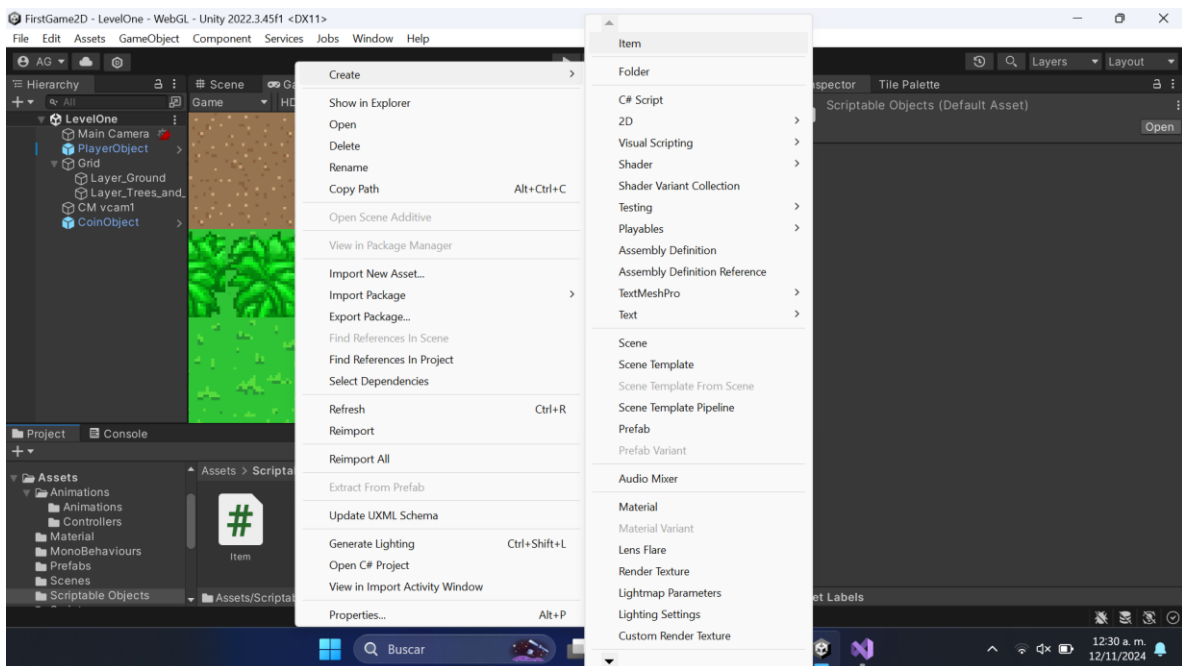 FirstGame2D - LevelOne - WebGL - Unity 2022.3.45f1 <DX11>
File Edit Assets GameObject Component Services Jobs Window Help
AG
Layers
Layout
Hierarchy
# Scene
Ga
spector
Tile Palette
All
Game
HD
Scriptable Objects (Default Asset)
Open
LevelOne
Main Camera
PlayerObject
Grid
Layer_Ground
Layer_Trees_and_
CM vcam1
CoinObject
Create
Show in Explorer
Open
Delete
Rename
Copy Path Alt+Ctrl+C
Open Scene Additive
View in Package Manager
Import New Asset...
Import Package
Export Package...
Find References In Scene
Find References In Project
Select Dependencies
Refresh Ctrl+R
Reimport
Reimport All
Extract From Prefab
Update UXML Schema
Generate Lighting Ctrl+Shift+L
Open C# Project
View in Import Activity Window
Properties... Alt+P
Item
Folder
C# Script
2D
Visual Scripting
Shader
Shader Variant Collection
Testing
Playables
Assembly Definition
Assembly Definition Reference
TextMeshPro
Text
Scene
Scene Template
Scene Template From Scene
Scene Template Pipeline
Prefab
Prefab Variant
Audio Mixer
Material
Material Variant
Lens Flare
Render Texture
Lightmap Parameters
Lighting Settings
Custom Render Texture
Project
Console
Assets
Animations
Animations
Controllers
Material
MonoBehaviours
Prefabs
Scenes
Scriptable Objects
Assets > Scripta
#
Item
Assets/Scriptab
et Labels
Buscar
12:30 a. m.
12/11/2024